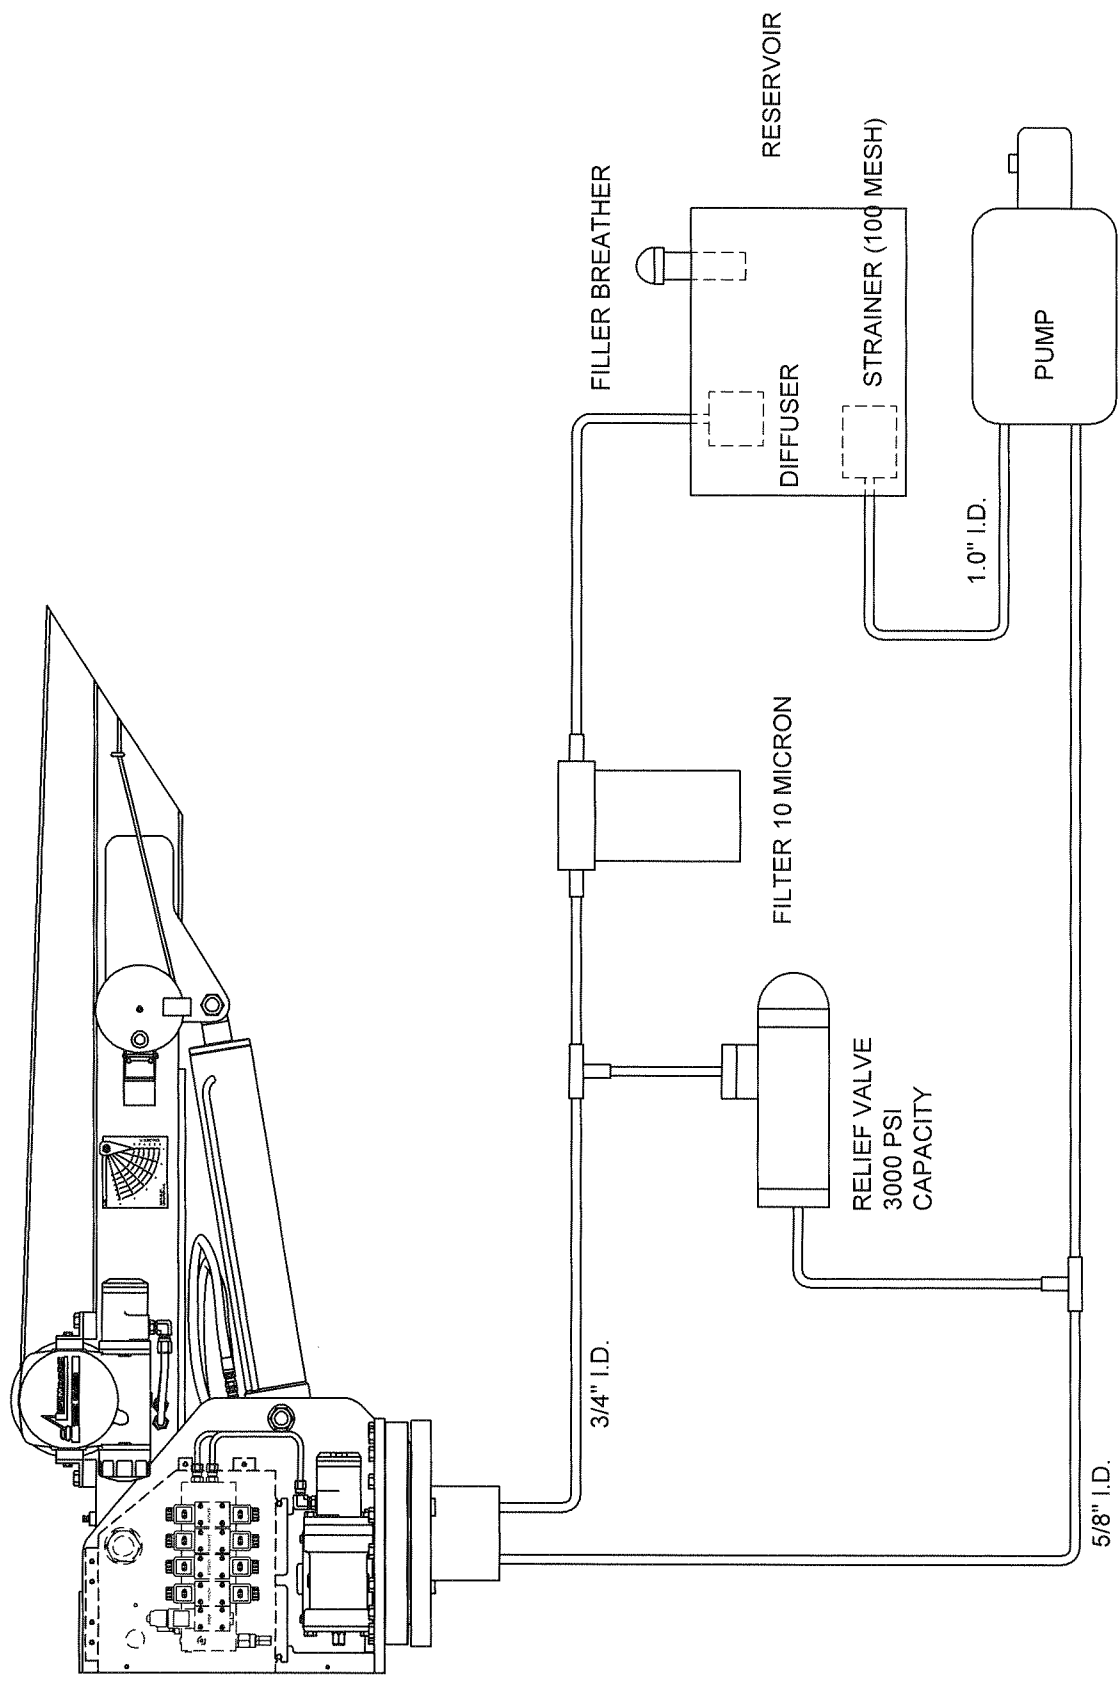 RESERVOIR
FILLER BREATHER
STRAINER (100 MESH)
DIFFUSER
PUMP
1.0" I.D.
FILTER 10 MICRON
RELIEF VALVE
3000 PSI
CAPACITY
3/4" I.D.
5/8" I.D.